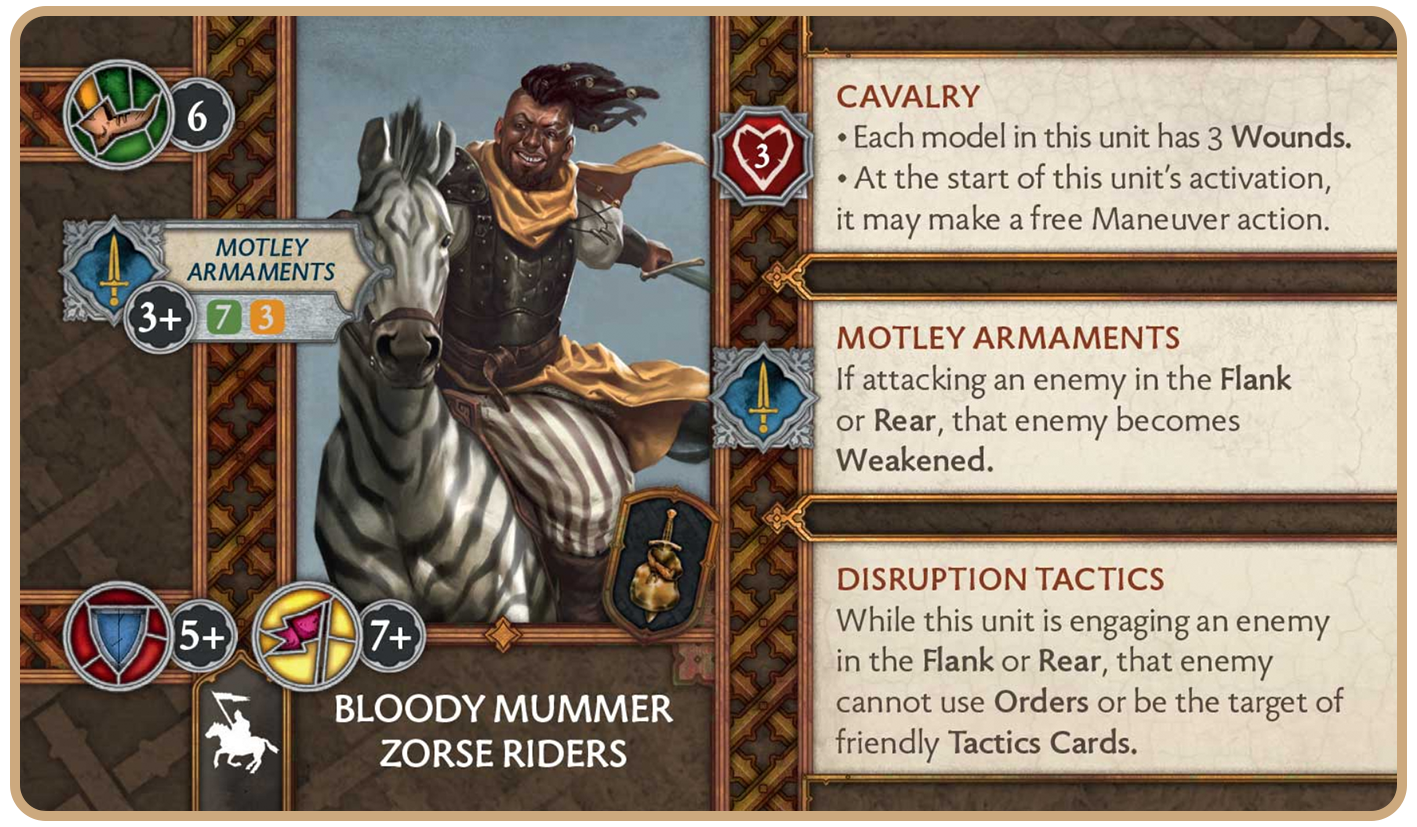 6
MOTLEY
ARMAMENTS
3+ 7 3
5+ 7+
BLOODY MUMMER
ZORSE RIDERS
3
CAVALRY
• Each model in this unit has 3 Wounds.
• At the start of this unit's activation,
it may make a free Maneuver action.
MOTLEY ARMAMENTS
If attacking an enemy in the Flank
or Rear, that enemy becomes
Weakened.
DISRUPTION TACTICS
While this unit is engaging an enemy
in the Flank or Rear, that enemy
cannot use Orders or be the target of
friendly Tactics Cards.